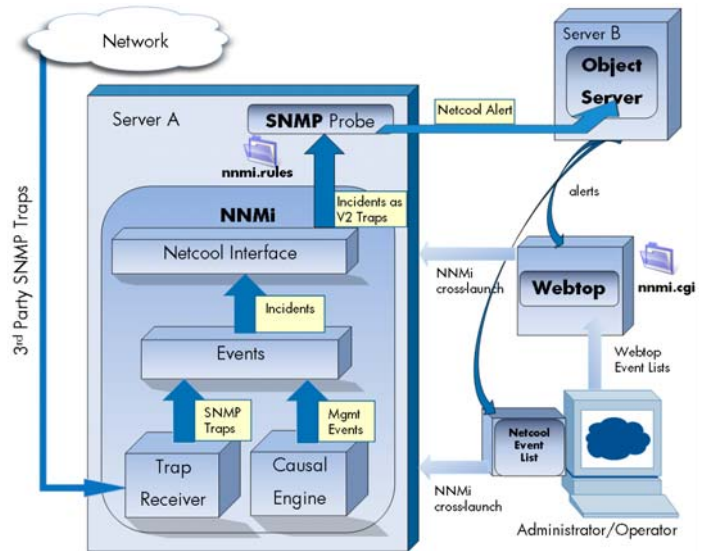 Network
Server A
SNMP Probe
nnmi.rules
Netcool Alert
Server B
Object
Server
3rd Party SNMP Traps
NNMi
Incidents as
V2 Traps
Netcool Interface
Incidents
Events
SNMP
Traps
Mgmt
Events
Trap
Receiver
Causal
Engine
alerts
NNMi
cross-launch
Webtop
nnmi.cgi
Webtop
Event Lists
Netcool
Event
List
NNMi
cross-launch
Administrator/Operator